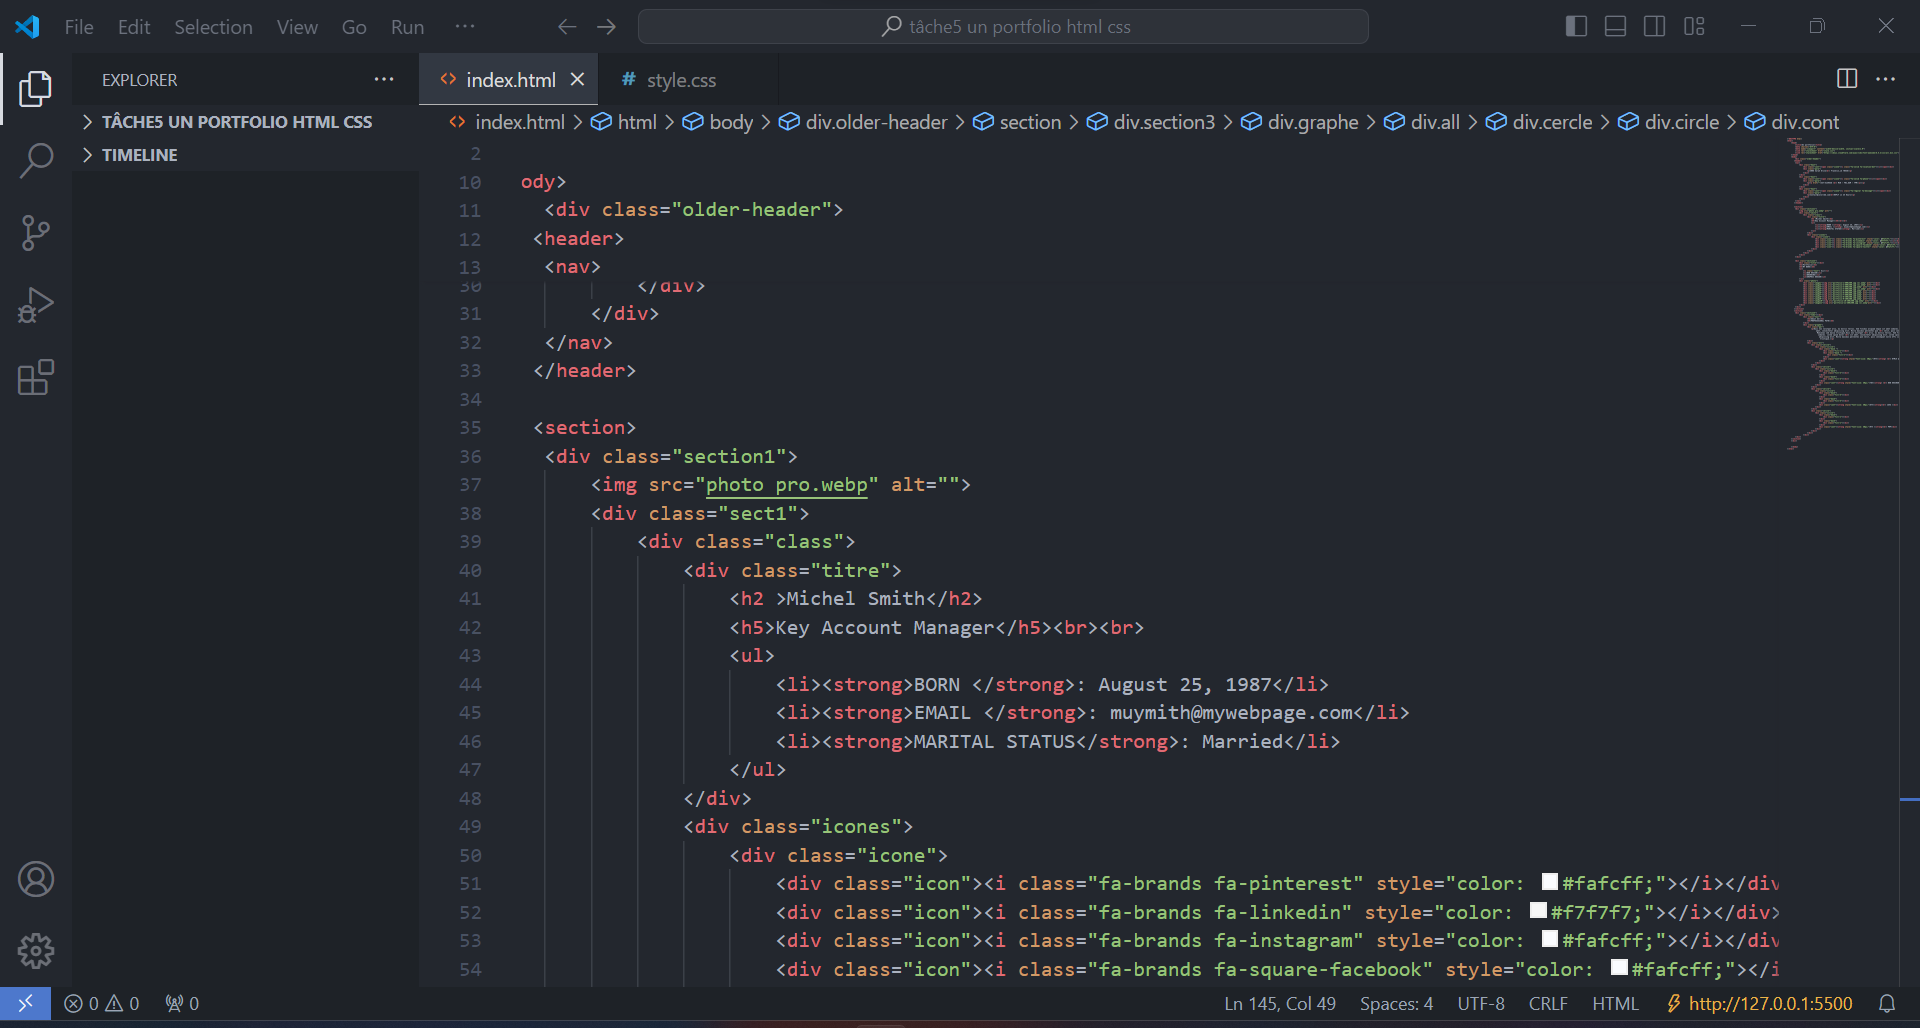 File Edit Selection View Go Run ··· tâche5 un portfolio html css
EXPLORER ···
index.html
# style.css
TÂCHE5 UN PORTFOLIO HTML CSS
TIMELINE
index.html > html > body > div.older-header > section > div.section3 > div.graphe > div.all > div.cercle > div.circle > div.cont
2
10 ody>
11 <div class="older-header">
12 <header>
13 <nav>
30 </div>
31 </div>
32 </nav>
33 </header>
34
35 <section>
36 <div class="section1">
37 <img src="photo pro.webp" alt="">
38 <div class="sect1">
39 <div class="class">
40 <div class="titre">
41 <h2 >Michel Smith</h2>
42 <h5>Key Account Manager</h5><br><br>
43 <ul>
44 <li><strong>BORN </strong>: August 25, 1987</li>
45 <li><strong>EMAIL </strong>: muymith@mywebpage.com</li>
46 <li><strong>MARITAL STATUS</strong>: Married</li>
47 </ul>
48 </div>
49 <div class="icones">
50 <div class="icone">
51 <div class="icon"><i class="fa-brands fa-pinterest" style="color: #fafcff;"></i></div
52 <div class="icon"><i class="fa-brands fa-linkedin" style="color: #f7f7f7;"></i></div>
53 <div class="icon"><i class="fa-brands fa-instagram" style="color: #fafcff;"></i></div
54 <div class="icon"><i class="fa-brands fa-square-facebook" style="color: #fafcff;"></i
0 0 0 Ln 145, Col 49 Spaces: 4 UTF-8 CRLF HTML http://127.0.0.1:5500